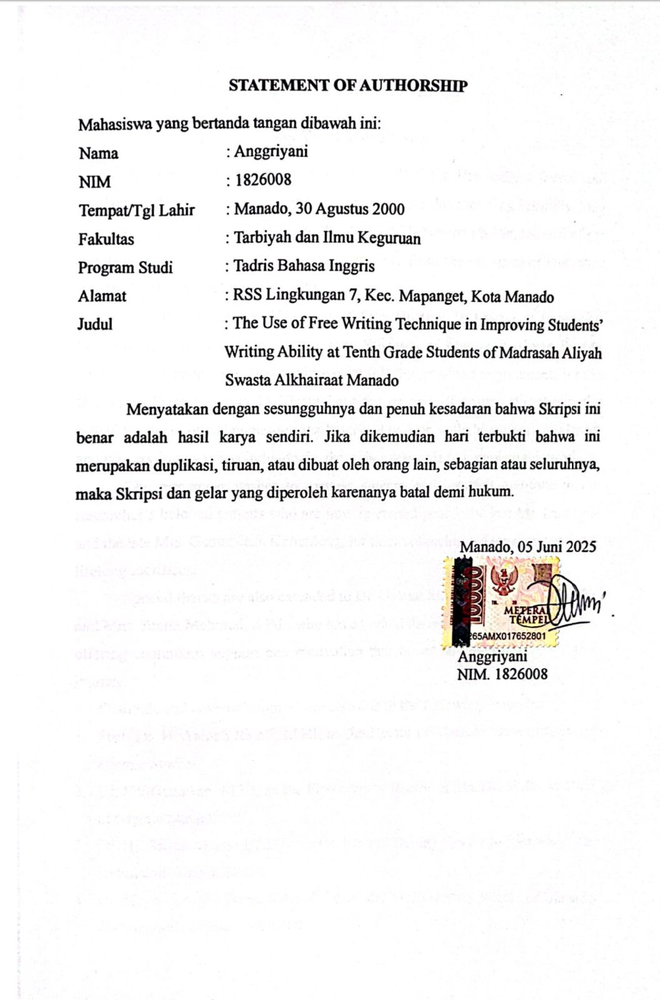 STATEMENT OF AUTHORSHIP
Mahasiswa yang bertanda tangan dibawah ini:
Nama : Anggriyani
NIM : 1826008
Tempat/Tgl Lahir : Manado, 30 Agustus 2000
Fakultas : Tarbiyah dan Ilmu Keguruan
Program Studi : Tadris Bahasa Inggris
Alamat : RSS Lingkungan 7, Kec. Mapanget, Kota Manado
Judul : The Use of Free Writing Technique in Improving Students’
Writing Ability at Tenth Grade Students of Madrasah Aliyah
Swasta Alkhairaat Manado
Menyatakan dengan sesungguhnya dan penuh kesadaran bahwa Skripsi ini
benar adalah hasil karya sendiri. Jika dikemudian hari terbukti bahwa ini
merupakan duplikasi, tiruan, atau dibuat oleh orang lain, sebagian atau seluruhnya,
maka Skripsi dan gelar yang diperoleh karenanya batal demi hukum.
Manado, 05 Juni 2025
10000
METERAI
TEMPEL
265AMX017652801
Anggriyani
NIM. 1826008